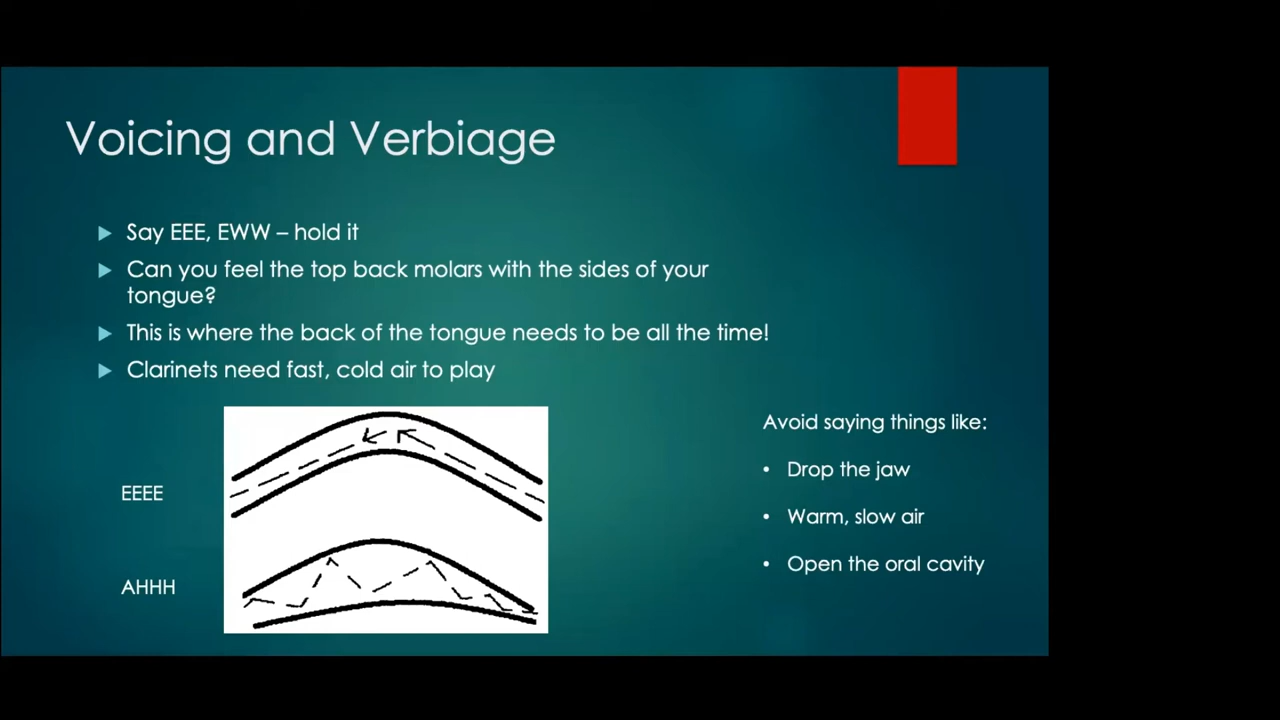 Voicing and Verbiage
Say EEE, EWW – hold it
Can you feel the top back molars with the sides of your
tongue?
This is where the back of the tongue needs to be all the time!
Clarinets need fast, cold air to play
EEEE
AHHH
Avoid saying things like:
Drop the jaw
Warm, slow air
Open the oral cavity